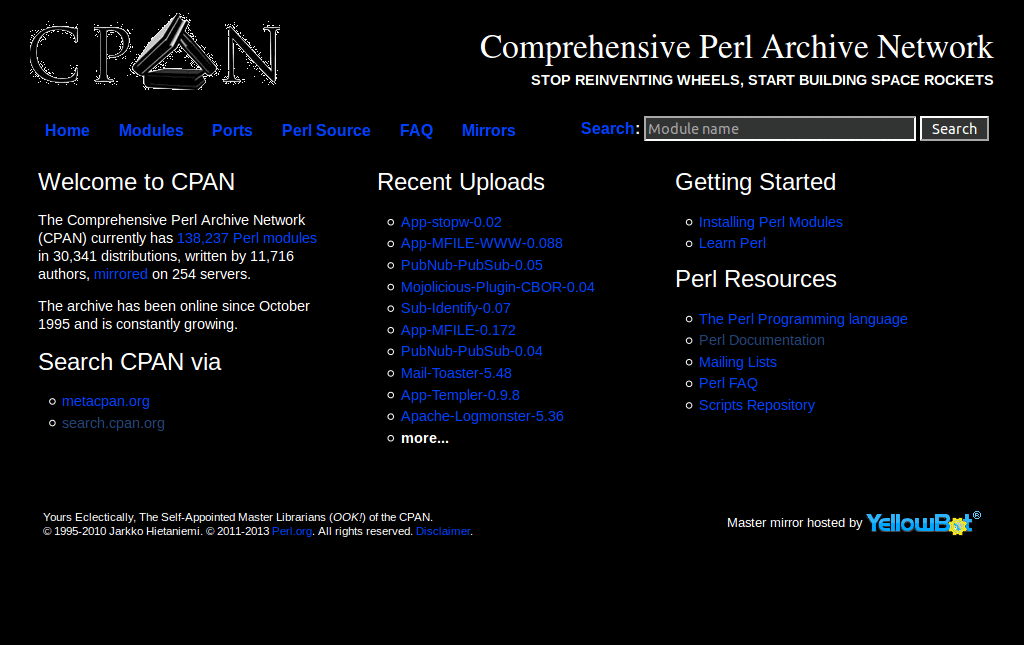 CPAN
Comprehensive Perl Archive Network
STOP REINVENTING WHEELS, START BUILDING SPACE ROCKETS
Home Modules Ports Perl Source FAQ Mirrors Search: Module name Search
Welcome to CPAN
The Comprehensive Perl Archive Network
(CPAN) currently has 138,237 Perl modules
in 30,341 distributions, written by 11,716
authors, mirrored on 254 servers.
The archive has been online since October
1995 and is constantly growing.
Search CPAN via
metacpan.org
search.cpan.org
Recent Uploads
App-stopw-0.02
App-MFILE-WWW-0.088
PubNub-PubSub-0.05
Mojolicious-Plugin-CBOR-0.04
Sub-Identify-0.07
App-MFILE-0.172
PubNub-PubSub-0.04
Mail-Toaster-5.48
App-Templer-0.9.8
Apache-Logmonster-5.36
more...
Getting Started
Installing Perl Modules
Learn Perl
Perl Resources
The Perl Programming language
Perl Documentation
Mailing Lists
Perl FAQ
Scripts Repository
Yours Eclectically, The Self-Appointed Master Librarians (OOK!) of the CPAN.
© 1995-2010 Jarkko Hietaniemi. © 2011-2013 Perl.org. All rights reserved. Disclaimer.
Master mirror hosted by YellowBot®